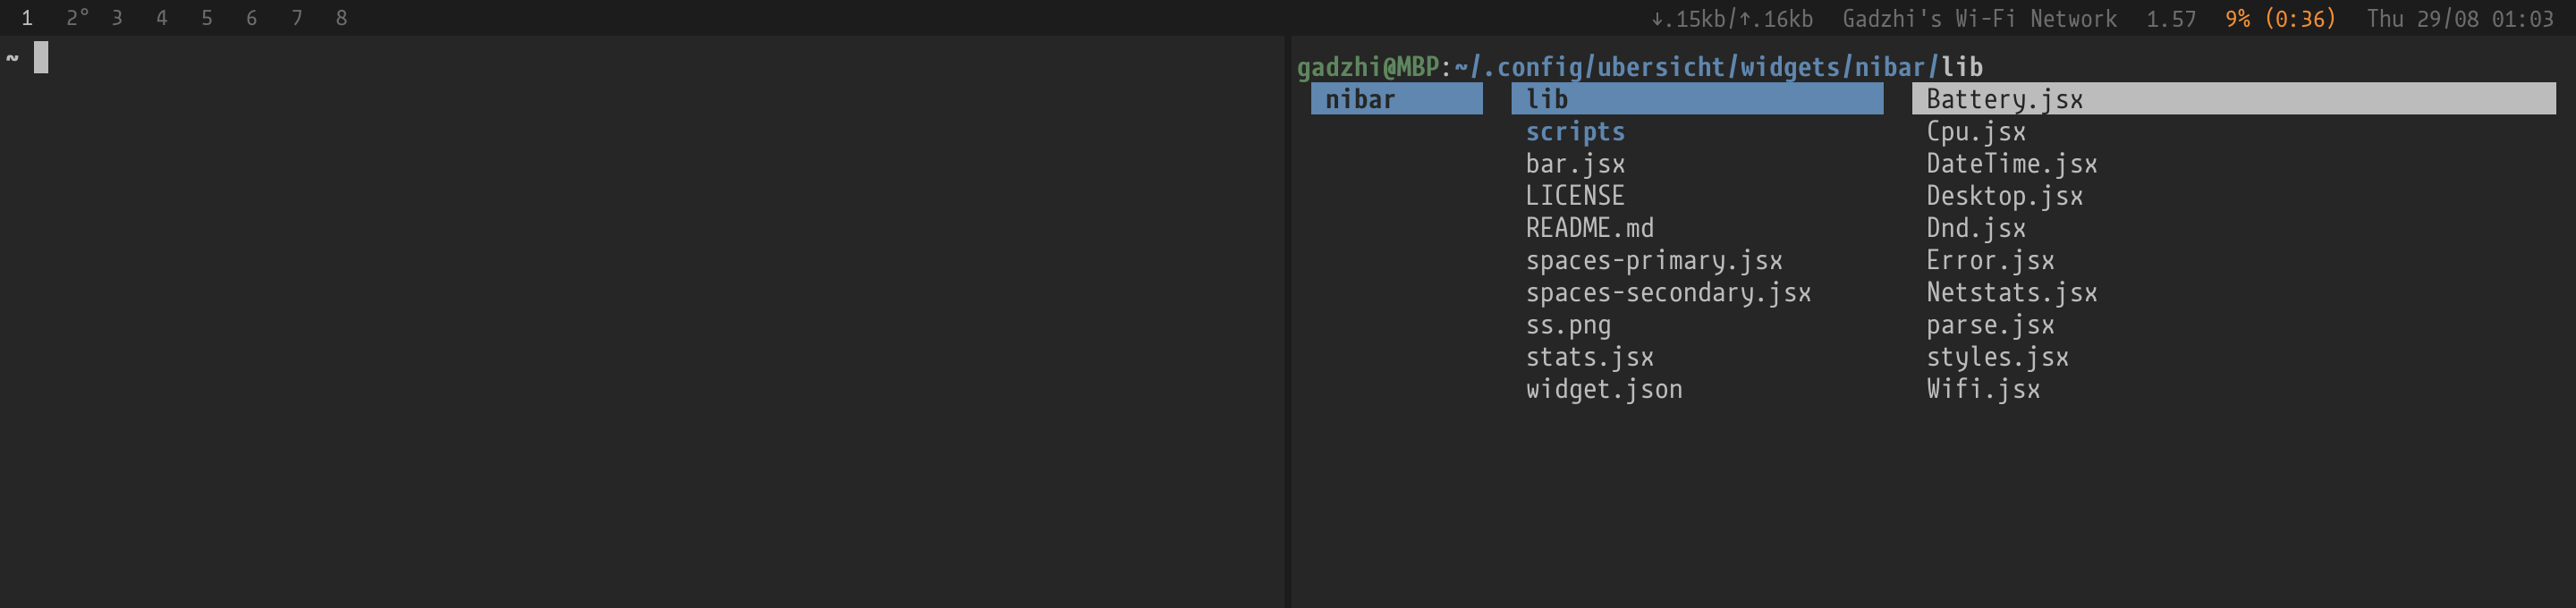 1 2° 3 4 5 6 7 8 ↓.15kb/↑.16kb Gadzhi's Wi-Fi Network 1.57 9% (0:36) Thu 29/08 01:03
~
gadzhi@MBP:~/.config/ubersicht/widgets/nibar/lib
nibar lib Battery.jsx
scripts Cpu.jsx
bar.jsx DateTime.jsx
LICENSE Desktop.jsx
README.md Dnd.jsx
spaces-primary.jsx Error.jsx
spaces-secondary.jsx Netstats.jsx
ss.png parse.jsx
stats.jsx styles.jsx
widget.json Wifi.jsx